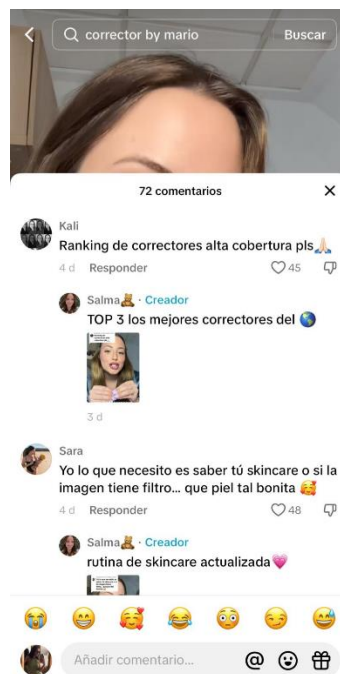 corrector by mario
Buscar
72 comentarios
Kali
Ranking de correctores alta cobertura pls🙏🏻
4 d Responder 45
Salma🧸 · Creador
TOP 3 los mejores correctores del 🌎
3 d
Sara
Yo lo que necesito es saber tú skincare o si la
imagen tiene filtro... que piel tal bonita 🥰
4 d Responder 48
Salma🧸 · Creador
rutina de skincare actualizada💗
Añadir comentario...